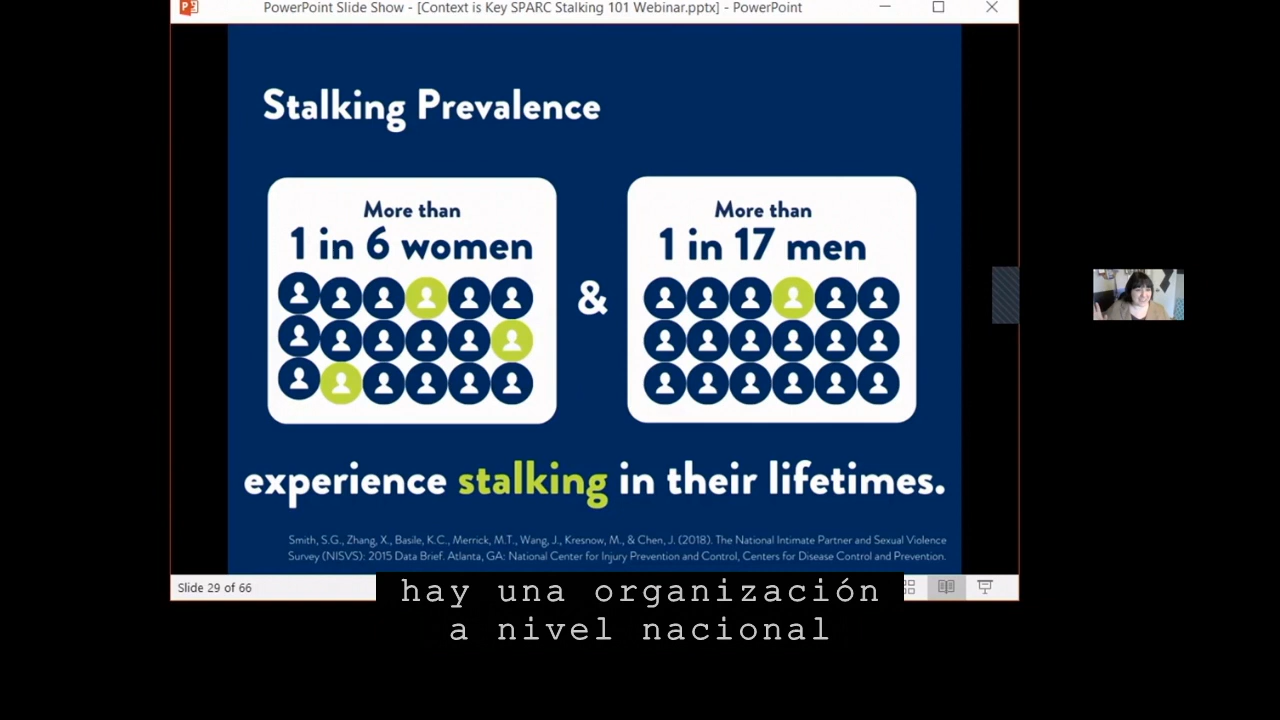 PowerPoint Slide Show - [Context is Key SPARC Stalking 101 Webinar.pptx] - PowerPoint
Stalking Prevalence
More than
1 in 6 women
&
More than
1 in 17 men
experience stalking in their lifetimes.
Smith, S.G., Zhang, X., Basile, K.C., Merrick, M.T., Wang, J., Kresnow, M., & Chen, J. (2018). The National Intimate Partner and Sexual Violence
Survey (NISVS): 2015 Data Brief. Atlanta, GA: National Center for Injury Prevention and Control, Centers for Disease Control and Prevention.
Slide 29 of 66
hay una organización
a nivel nacional